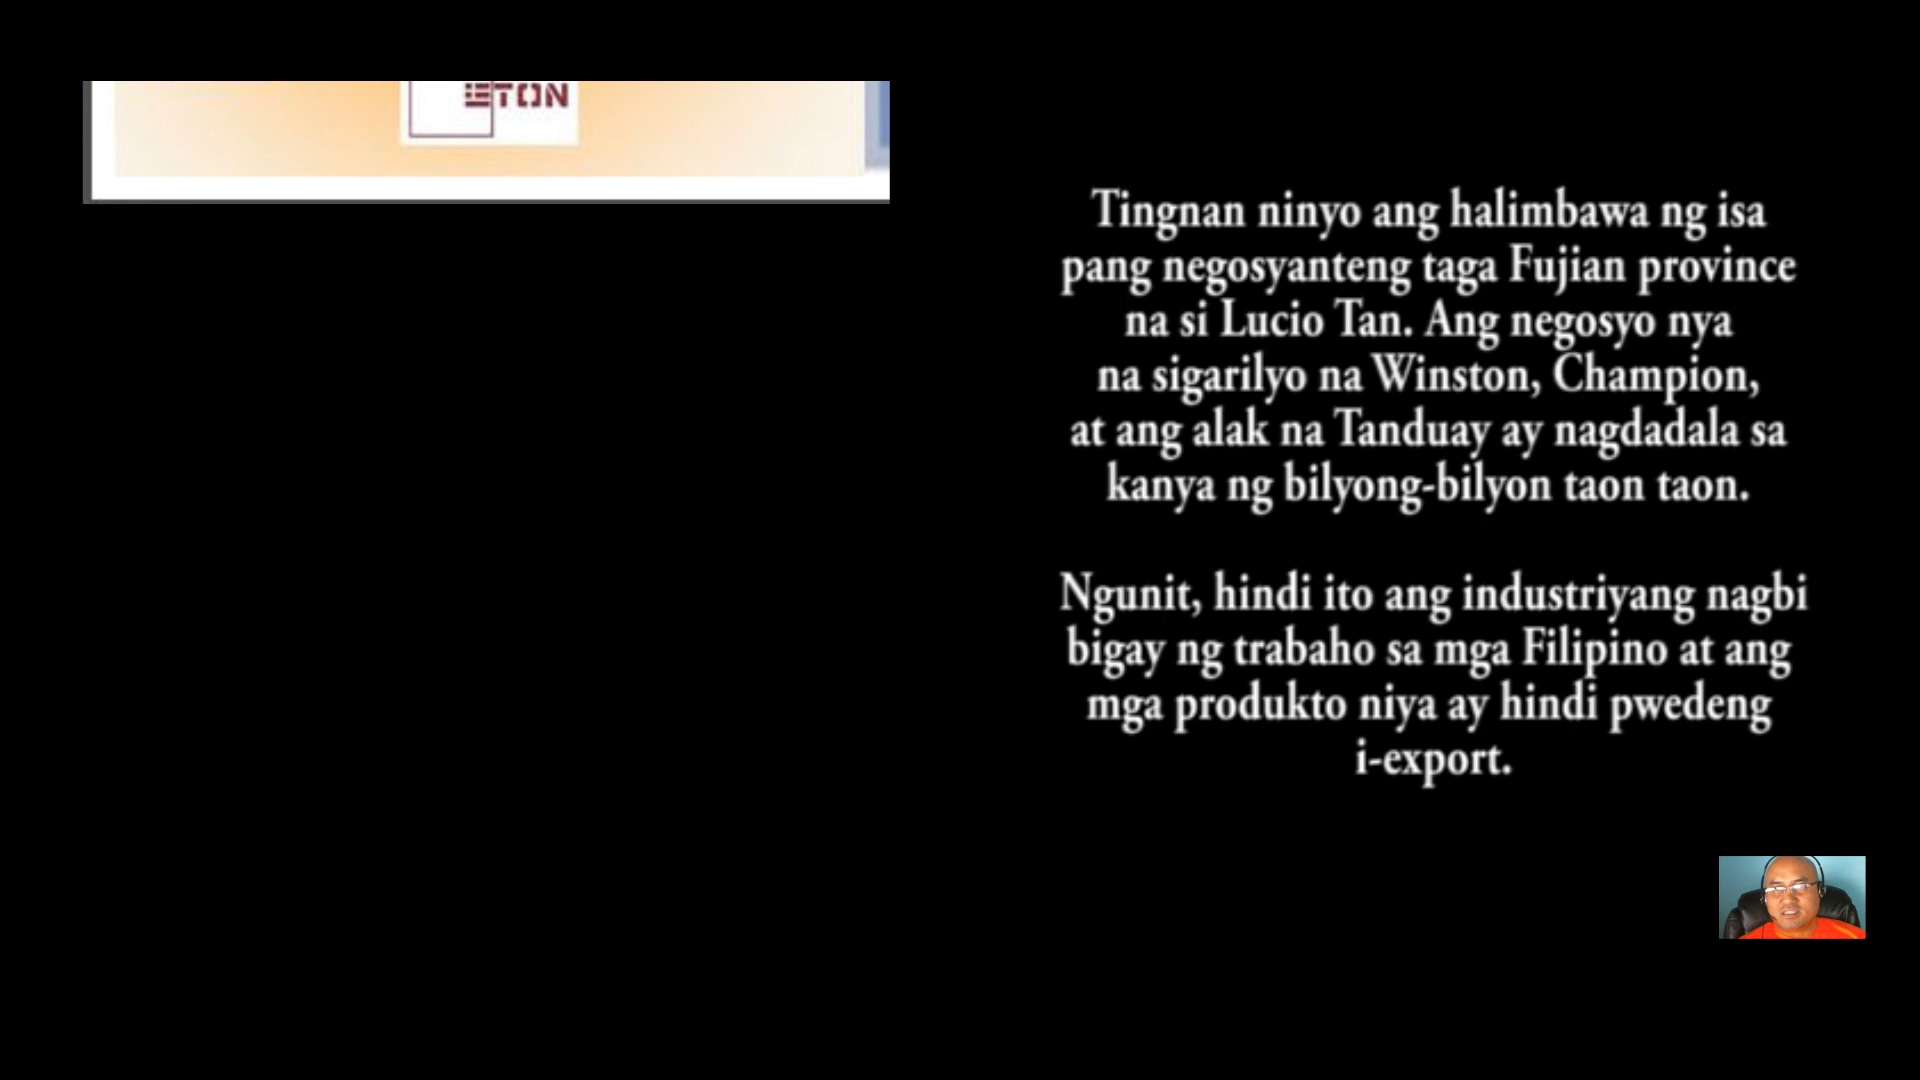 ETON
Tingnan ninyo ang halimbawa ng isa
pang negosyanteng taga Fujian province
na si Lucio Tan. Ang negosyo nya
na sigarilyo na Winston, Champion,
at ang alak na Tanduay ay nagdadala sa
kanya ng bilyong-bilyon taon taon.
Ngunit, hindi ito ang industriyang nagbi
bigay ng trabaho sa mga Filipino at ang
mga produkto niya ay hindi pwedeng
i-export.